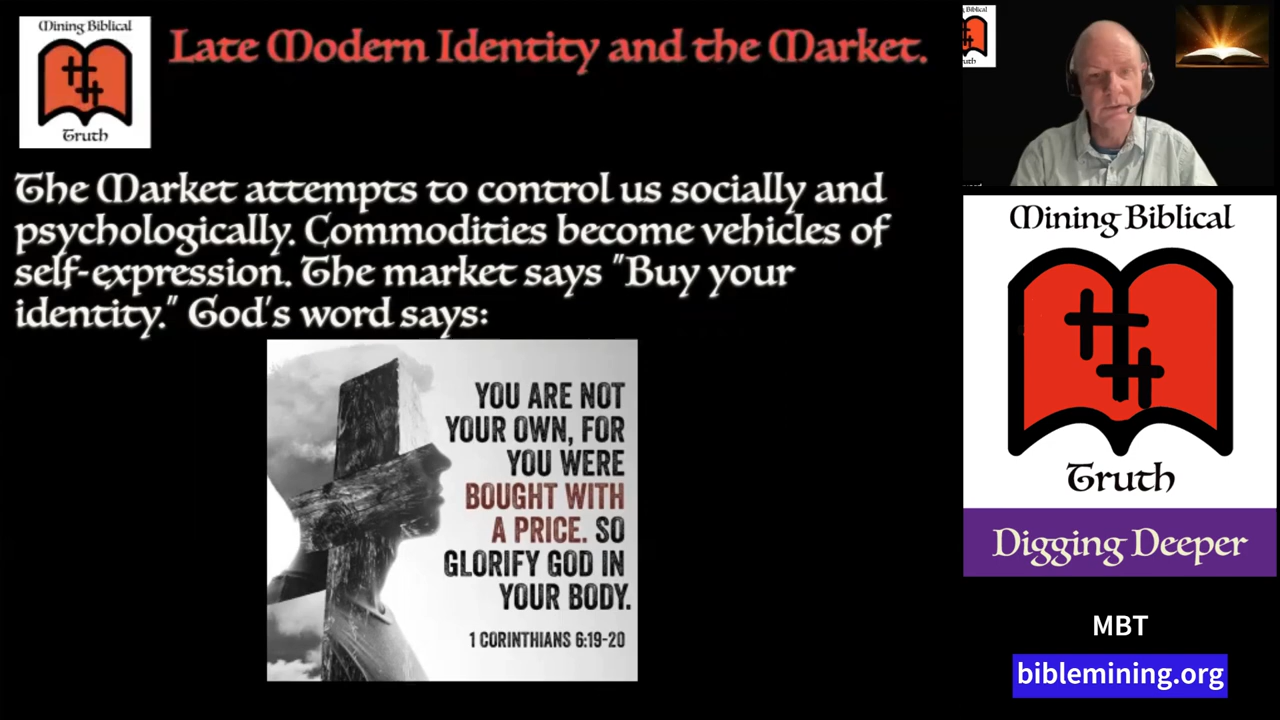 Mining Biblical
Truth
Late Modern Identity and the Market.
The Market attempts to control us socially and
psychologically. Commodities become vehicles of
self-expression. The market says "Buy your
identity." God's word says:
YOU ARE NOT
YOUR OWN, FOR
YOU WERE
BOUGHT WITH
A PRICE. SO
GLORIFY GOD IN
YOUR BODY.
1 CORINTHIANS 6:19-20
Biblical
Mining Biblical
Truth
Digging Deeper
MBT
biblemining.org